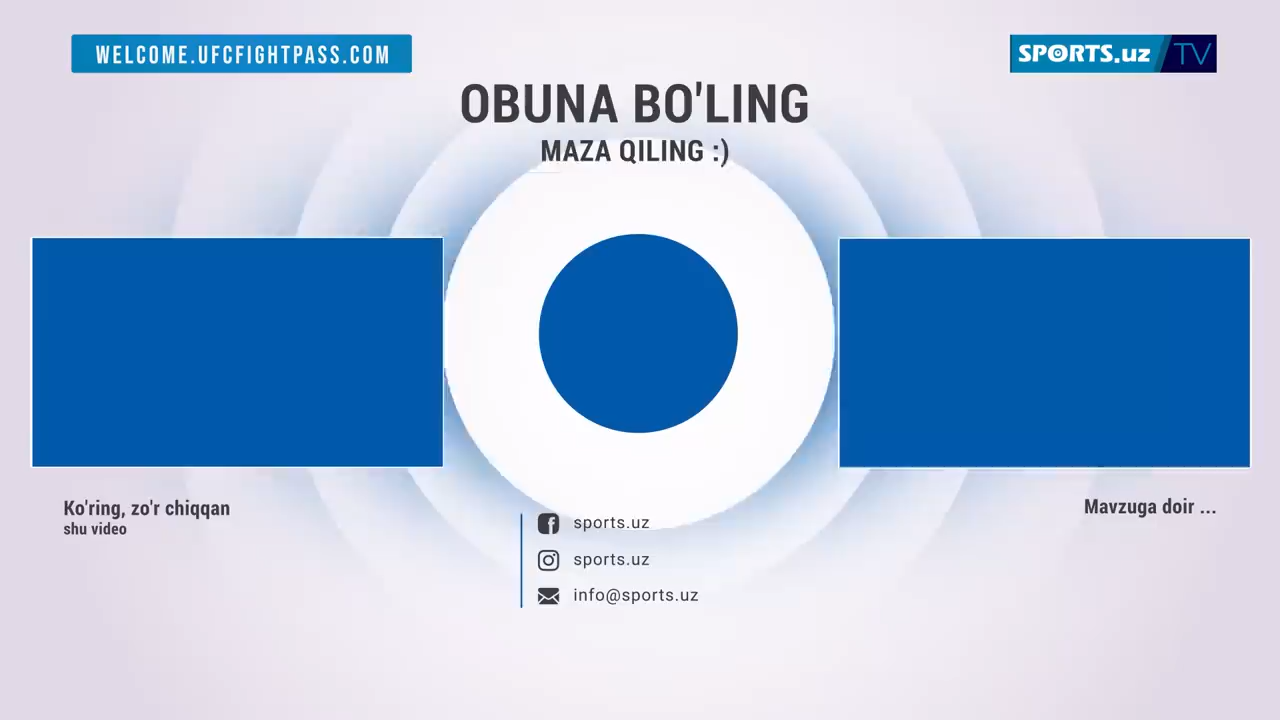 WELCOME.UFCFIGHTPASS.COM
SPORTS.uz TV
OBUNA BO'LING
MAZA QILING :)
Ko'ring, zo'r chiqqan
shu video
Mavzuga doir ...
sports.uz
sports.uz
info@sports.uz